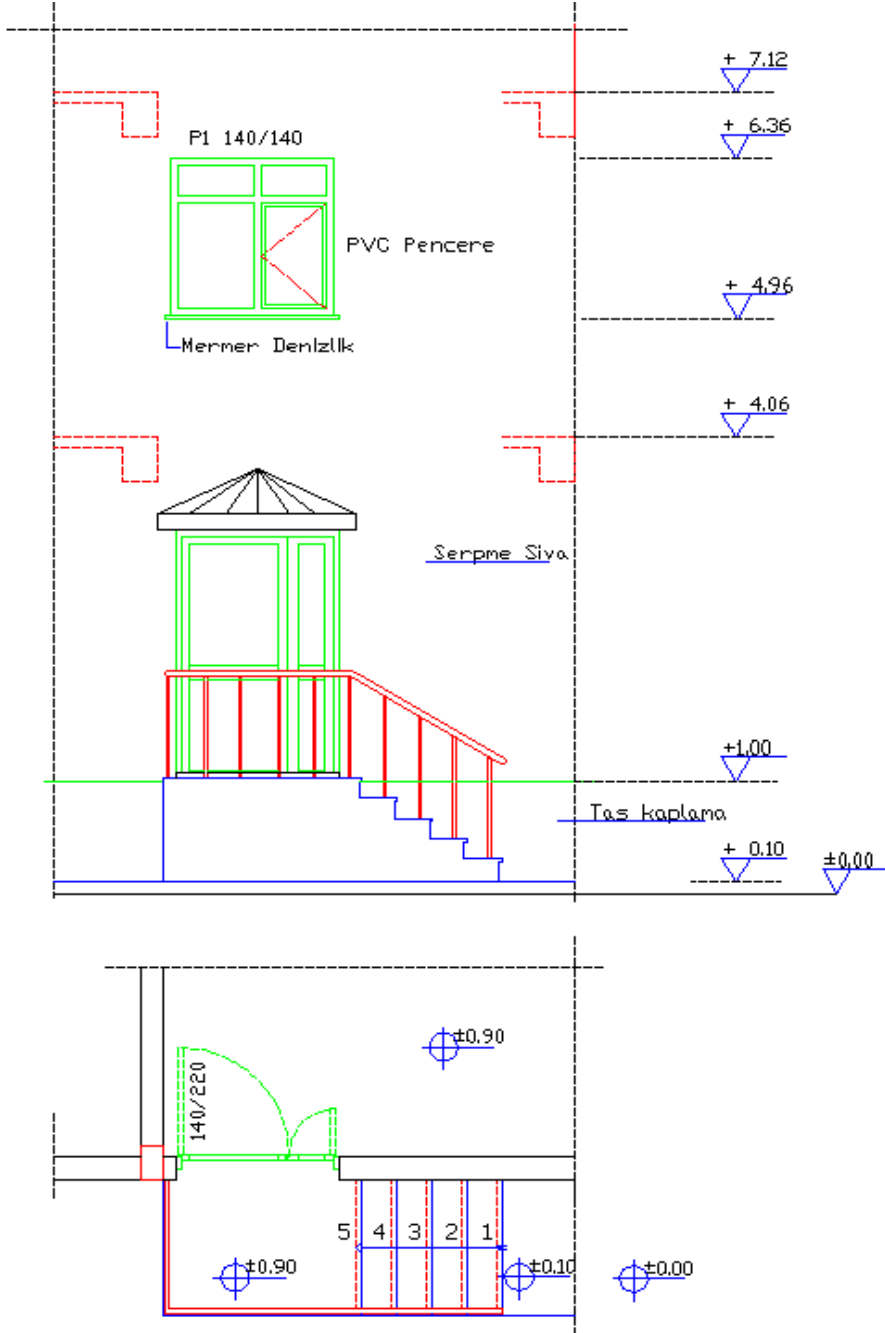 + 7.12
+ 6.36
P1 140/140
PVC Pencere
+ 4.96
Mermer Denizlik
+ 4.06
Serpme Siva
+1.00
Tas kaplama
+ 0.10
±0.00
±0.90
140/220
5 4 3 2 1
±0.90
±0.10
±0.00